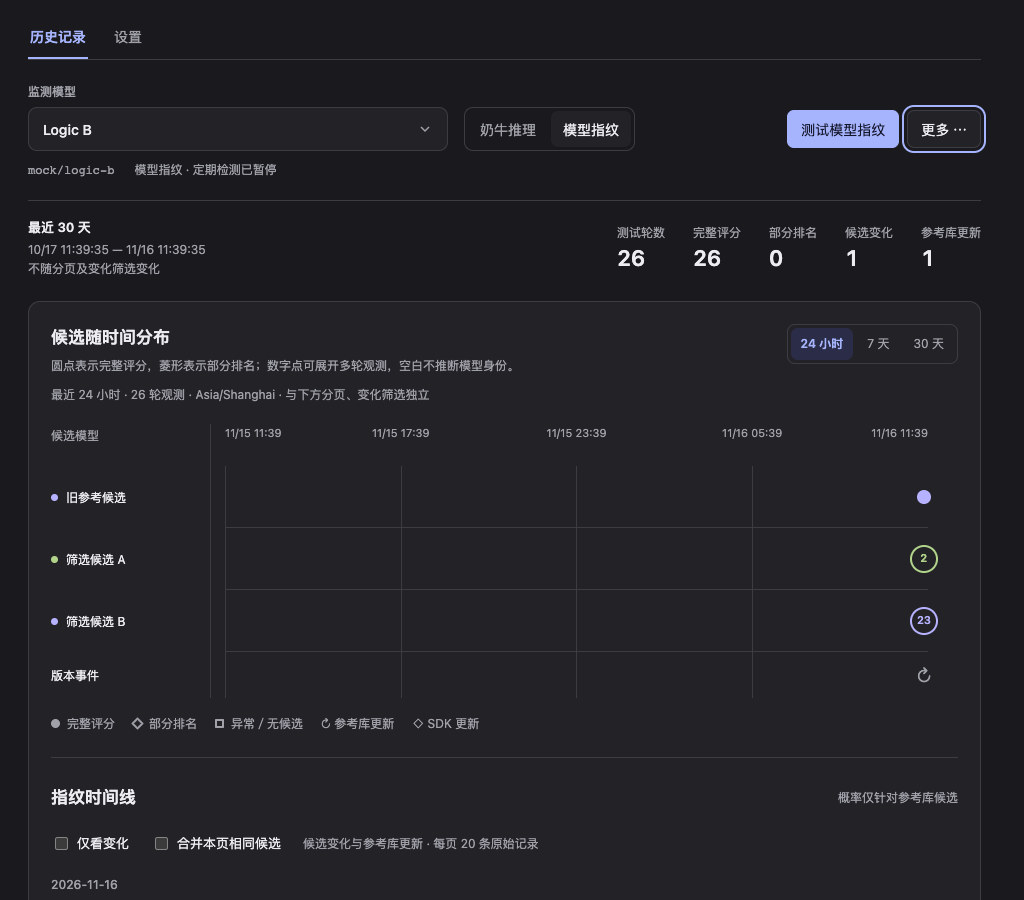 历史记录 设置
监测模型
Logic B 奶牛推理 模型指纹 测试模型指纹 更多 ···
mock/logic-b 模型指纹 · 定期检测已暂停
最近 30 天
10/17 11:39:35 — 11/16 11:39:35
不随分页及变化筛选变化
测试轮数 完整评分 部分排名 候选变化 参考库更新
26 26 0 1 1
候选随时间分布
24 小时 7 天 30 天
圆点表示完整评分，菱形表示部分排名；数字点可展开多轮观测，空白不推断模型身份。
最近 24 小时 · 26 轮观测 · Asia/Shanghai · 与下方分页、变化筛选独立
候选模型 11/15 11:39 11/15 17:39 11/15 23:39 11/16 05:39 11/16 11:39
旧参考候选
筛选候选 A 2
筛选候选 B 23
版本事件
完整评分 部分排名 异常 / 无候选 参考库更新 SDK 更新
指纹时间线 概率仅针对参考库候选
仅看变化 合并本页相同候选 候选变化与参考库更新 · 每页 20 条原始记录
2026-11-16